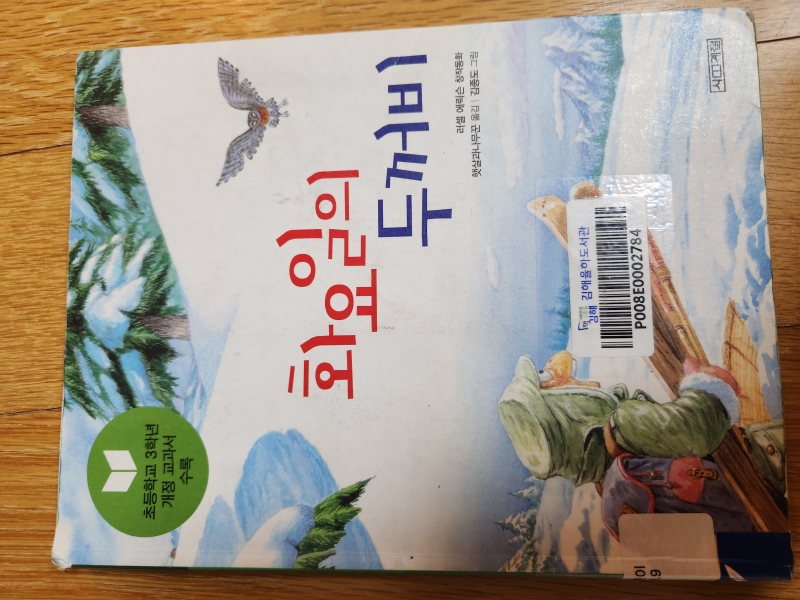 사계절
러셀 에릭슨 창작동화
햇살과나무꾼 옮김 | 김종도 그림
화요일의
두꺼비
초등학교 3학년
개정 교과서
수록
김해 김해율하도서관
P008E0002784